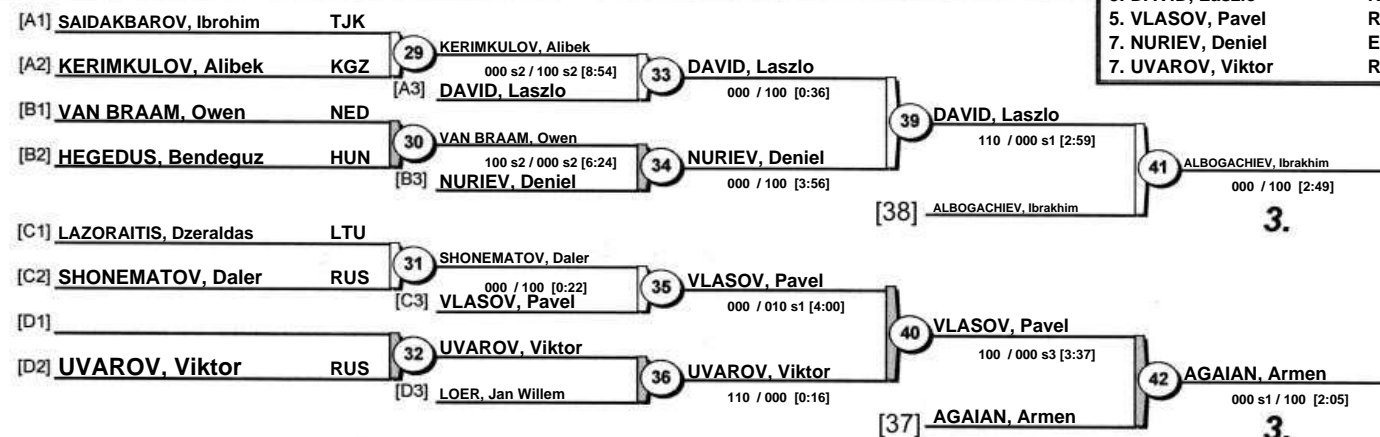 5. VLASOV, Pavel R
7. NURIEV, Deniel E
7. UVAROV, Viktor R
[A1] SAIDAKBAROV, Ibrohim TJK
29 KERIMKULOV, Alibek
[A2] KERIMKULOV, Alibek KGZ
000 s2 / 100 s2 [8:54]
33 DAVID, Laszlo
[A3] DAVID, Laszlo
000 / 100 [0:36]
[B1] VAN BRAAM, Owen NED
39 DAVID, Laszlo
30 VAN BRAAM, Owen
110 / 000 s1 [2:59]
[B2] HEGEDUS, Bendeguz HUN
100 s2 / 000 s2 [6:24]
34 NURIEV, Deniel
41 ALBOGACHIEV, Ibrakhim
[B3] NURIEV, Deniel
000 / 100 [3:56]
000 / 100 [2:49]
[38] ALBOGACHIEV, Ibrakhim
3.
[C1] LAZORAITIS, Dzeraldas LTU
31 SHONEMATOV, Daler
[C2] SHONEMATOV, Daler RUS
000 / 100 [0:22]
35 VLASOV, Pavel
[C3] VLASOV, Pavel
000 / 010 s1 [4:00]
[D1]
40 VLASOV, Pavel
32 UVAROV, Viktor
100 / 000 s3 [3:37]
[D2] UVAROV, Viktor RUS
36 UVAROV, Viktor
42 AGAIAN, Armen
[D3] LOER, Jan Willem
110 / 000 [0:16]
000 s1 / 100 [2:05]
[37] AGAIAN, Armen
3.